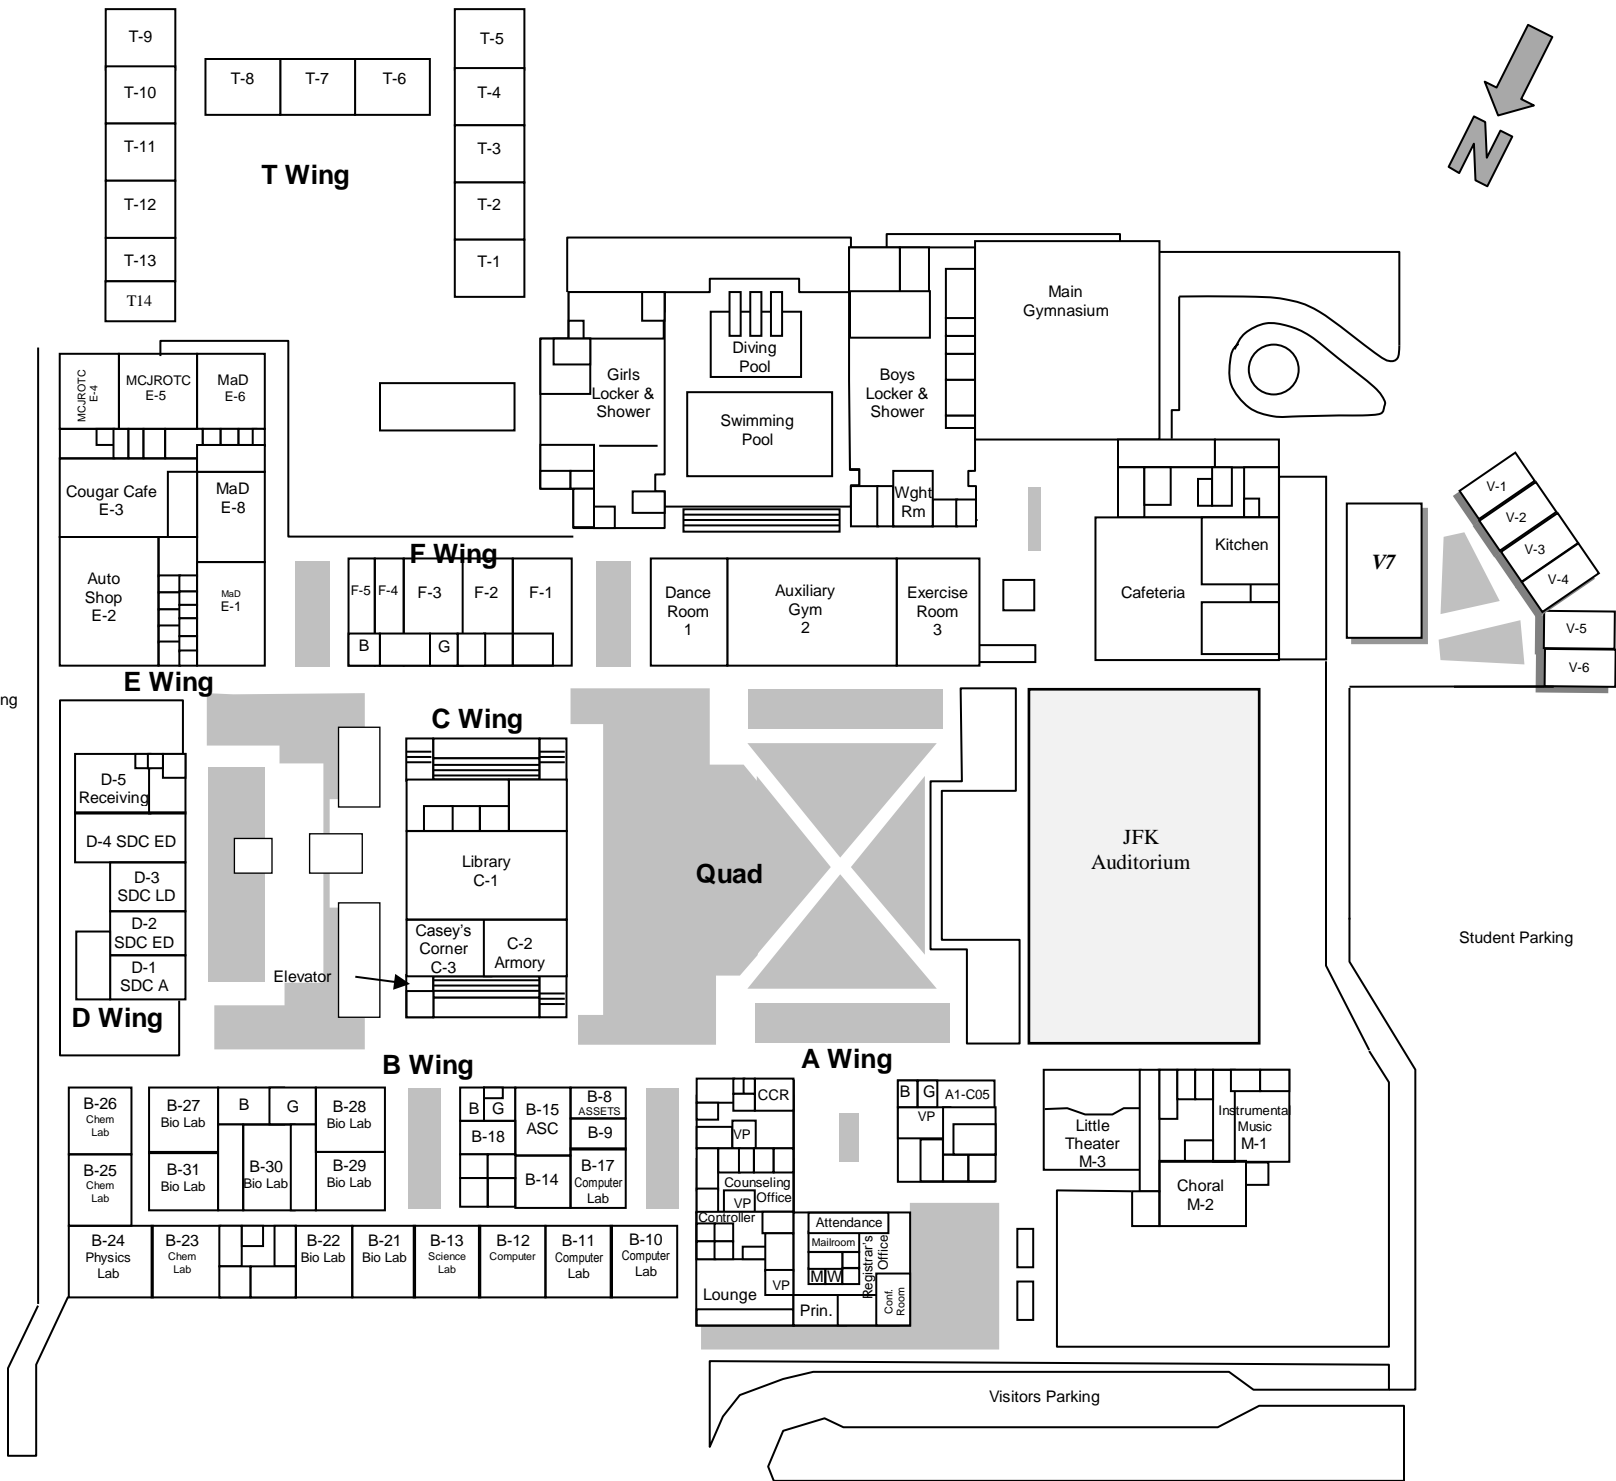 T-9
T-10
T-11
T-12
T-13
T14
T-8
T-7
T-6
T-5
T-4
T-3
T-2
T-1
T Wing
N
Main
Gymnasium
Diving
Pool
Swimming
Pool
Girls
Locker &
Shower
Boys
Locker &
Shower
Wght
Rm
MCJROTC
E-4
MCJROTC
E-5
MaD
E-6
Cougar Cafe
E-3
MaD
E-8
Auto
Shop
E-2
MaD
E-1
E Wing
F Wing
F-5
F-4
F-3
F-2
F-1
B
G
Dance
Room
1
Auxiliary
Gym
2
Exercise
Room
3
Kitchen
Cafeteria
V7
V-1
V-2
V-3
V-4
V-5
V-6
ng
D-5
Receiving
D-4 SDC ED
D-3
SDC LD
D-2
SDC ED
D-1
SDC A
D Wing
C Wing
Library
C-1
Casey's
Corner
C-3
C-2
Armory
Elevator
Quad
JFK
Auditorium
Student Parking
B Wing
B-26
Chem
Lab
B-25
Chem
Lab
B-24
Physics
Lab
B-27
Bio Lab
B-31
Bio Lab
B
G
B-30
Bio Lab
B-28
Bio Lab
B-29
Bio Lab
B-23
Chem
Lab
B-22
Bio Lab
B-21
Bio Lab
B-13
Science
Lab
B-12
Computer
B-11
Computer
Lab
B-10
Computer
Lab
B
G
B-18
B-15
ASC
B-14
B-8
ASSETS
B-9
B-17
Computer
Lab
A Wing
CCR
VP
Counseling
Office
VP
Controller
Lounge
VP
Attendance
Mailroom
M
W
Registrar's
Office
Prin.
Conf.
Room
B
G
A1-C05
VP
Little
Theater
M-3
Instrumental
Music
M-1
Choral
M-2
Visitors Parking